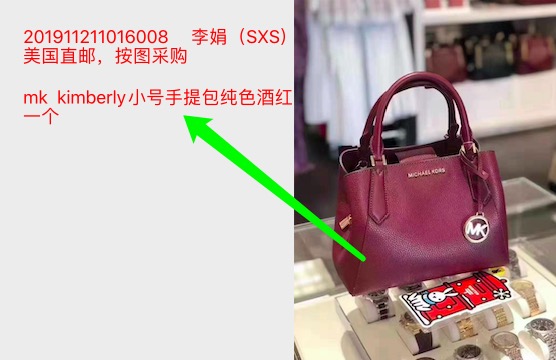 201911211016008 李娟（SXS）
美国直邮，按图采购
mk kimberly小号手提包纯色酒红
一个
MICHAEL KORS
MK